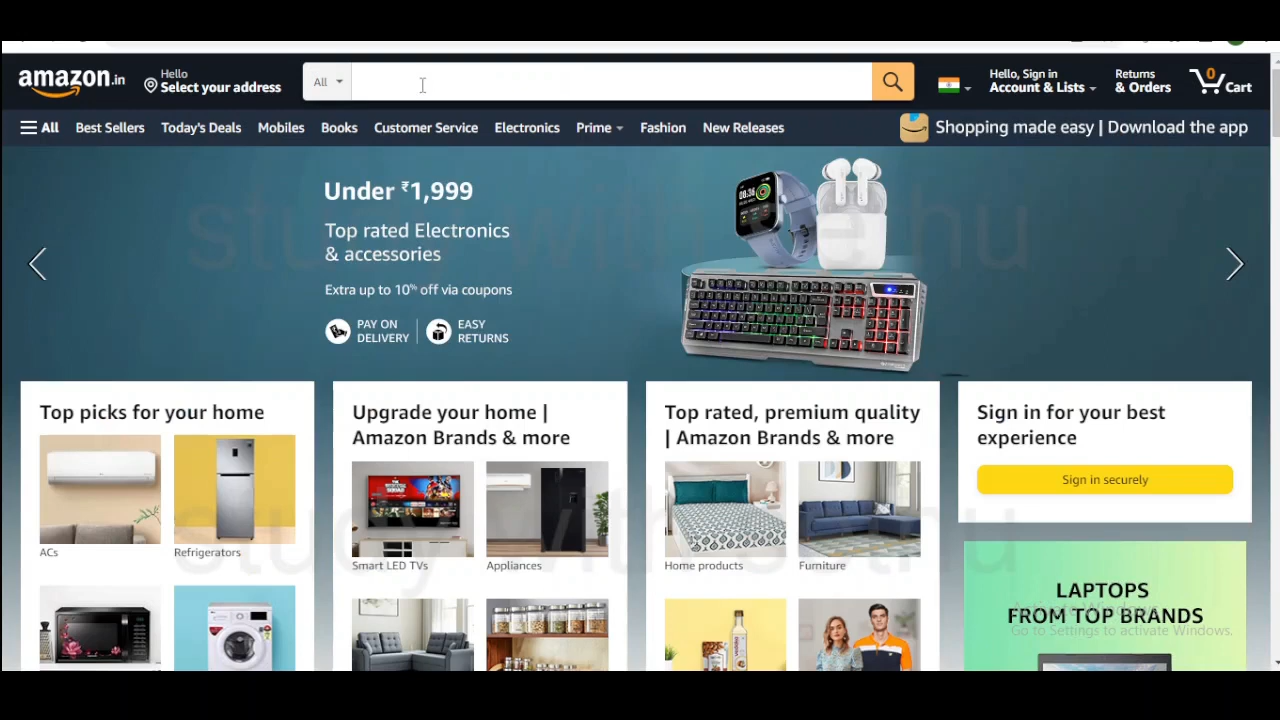 amazon.in
Hello
Select your address
All
Hello, Sign in
Account & Lists
Returns
& Orders
0
Cart
All
Best Sellers
Today's Deals
Mobiles
Books
Customer Service
Electronics
Prime
Fashion
New Releases
Shopping made easy | Download the app
Under ₹1,999
Top rated Electronics
& accessories
Extra up to 10% off via coupons
PAY ON
DELIVERY
EASY
RETURNS
08:36
Top picks for your home
ACs
Refrigerators
Upgrade your home |
Amazon Brands & more
Smart LED TVs
Appliances
Top rated, premium quality
| Amazon Brands & more
Home products
Furniture
Sign in for your best
experience
Sign in securely
LAPTOPS
FROM TOP BRANDS
Activate Windows
Go to Settings to activate Windows.